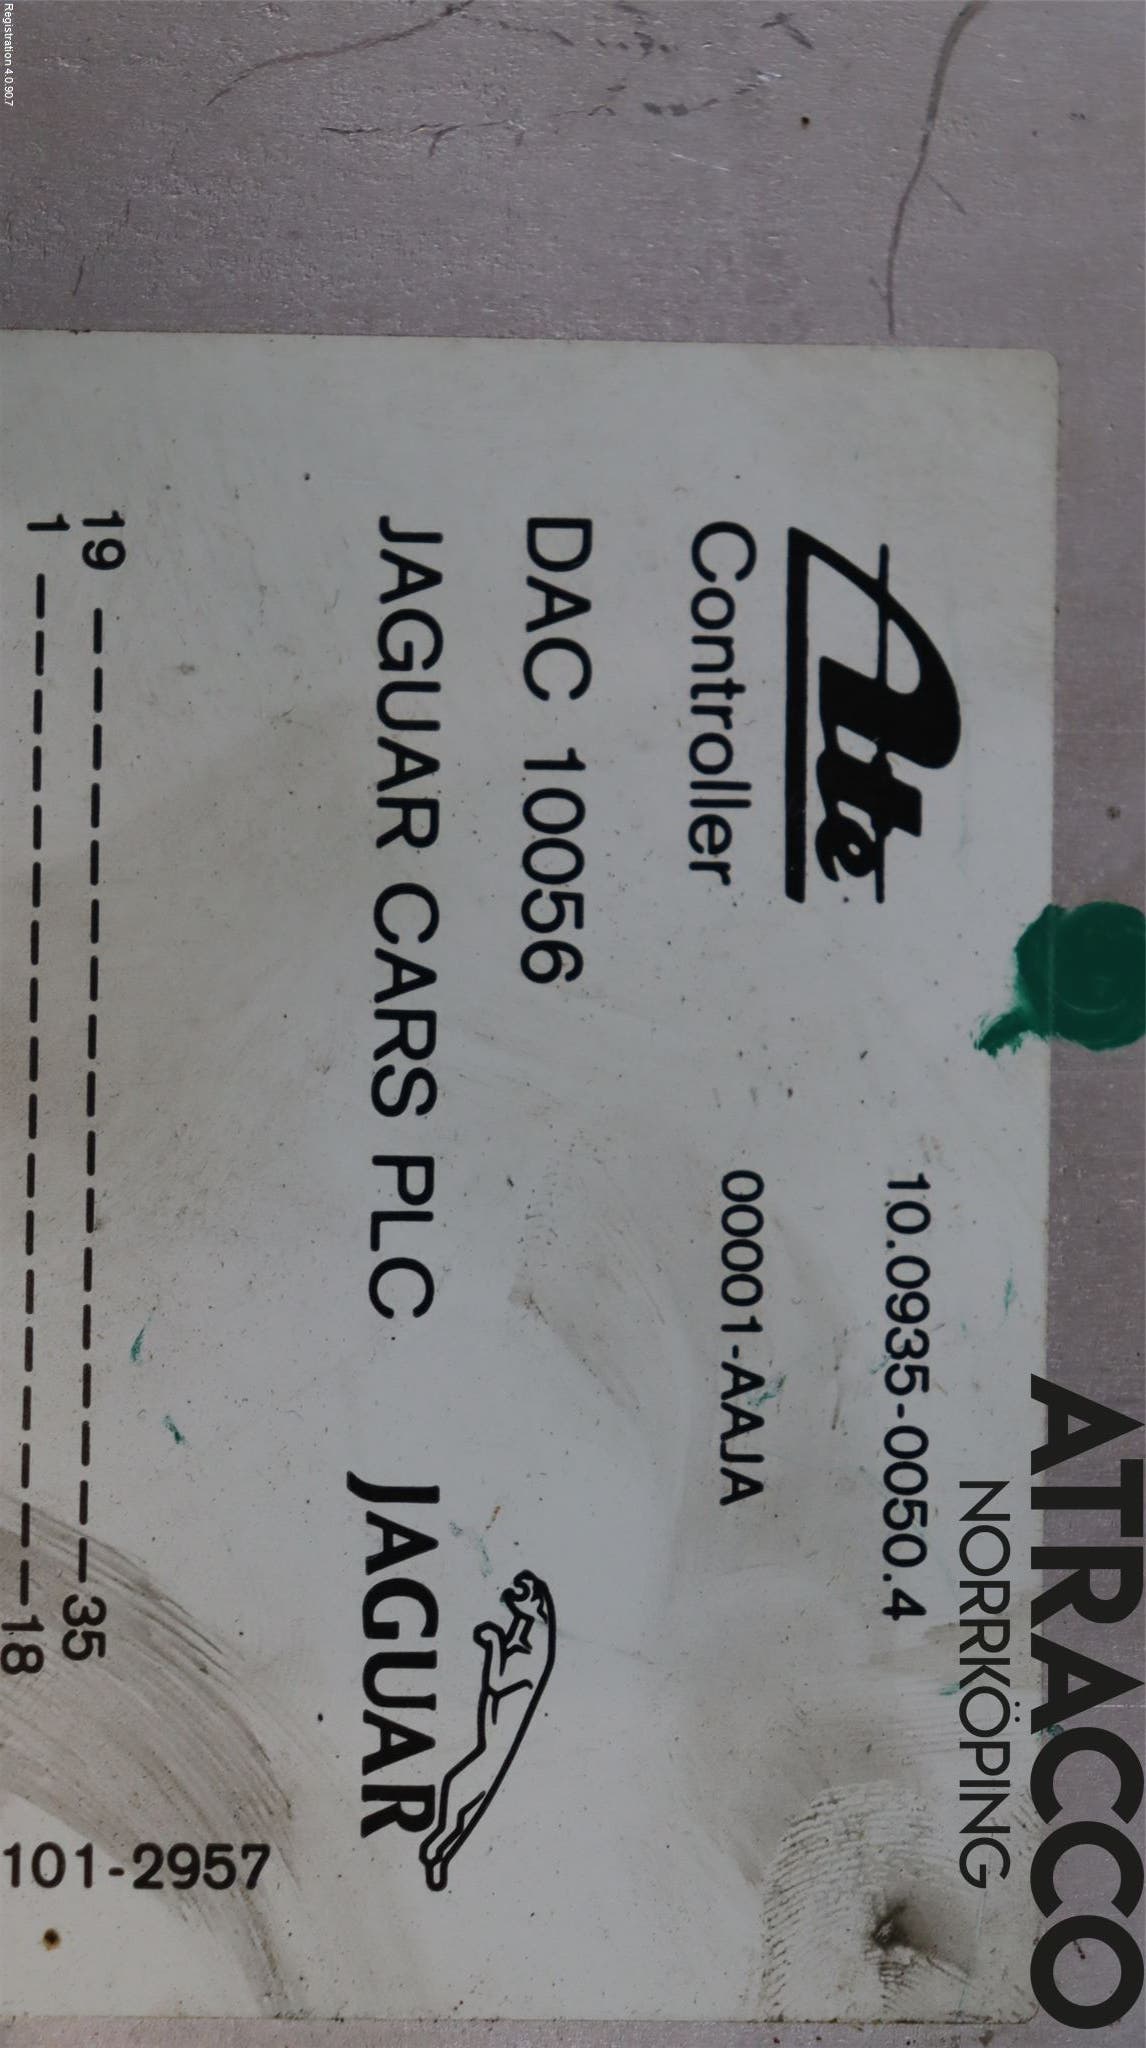 Registration 4.0.90.7
ATRACCO
NORRKÖPING
Ate
10.0935-0050.4
Controller
00001-AAJA
DAC 10056
JAGUAR CARS PLC
JAGUAR
19 ------------------35
1 ------------------18
101-2957